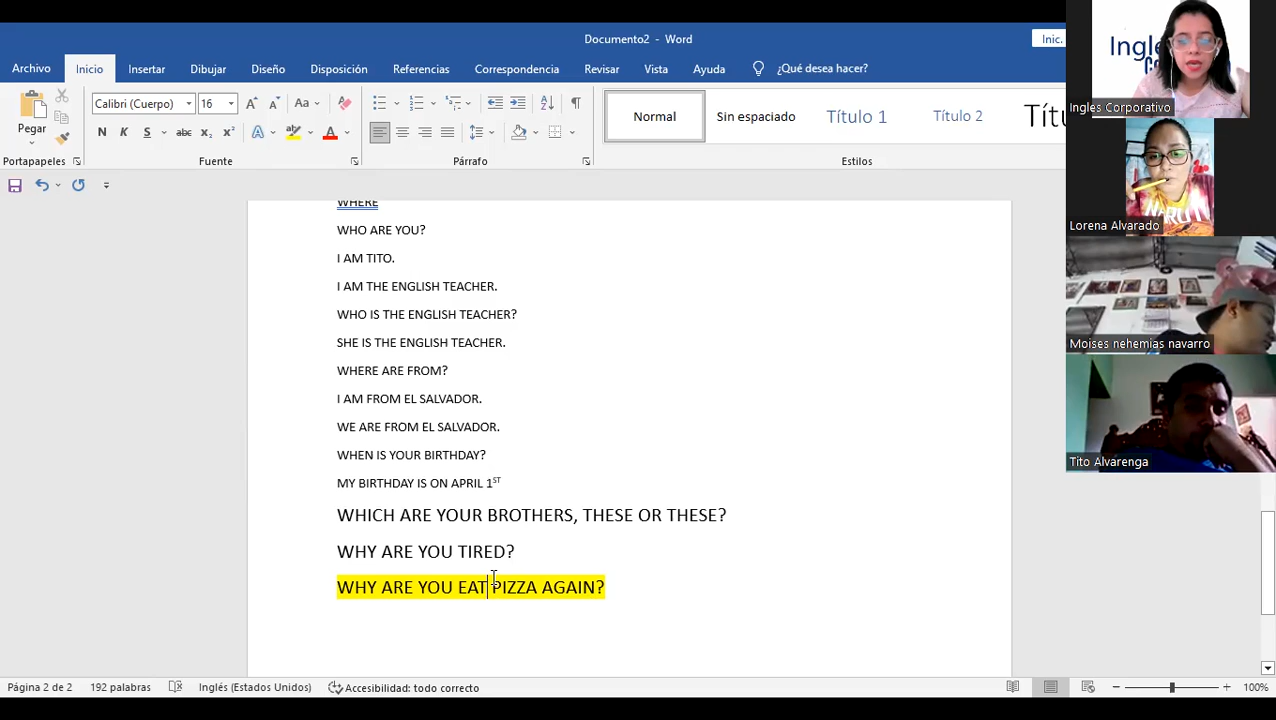 Documento2 - Word
Inic.
Archivo Inicio Insertar Dibujar Diseño Disposición Referencias Correspondencia Revisar Vista Ayuda ¿Qué desea hacer?
Calibri (Cuerpo) 16
Pegar
N K S abc x₂ x²
Normal Sin espaciado Título 1 Título 2 Tít
Portapapeles Fuente Párrafo Estilos
WHERE
WHO ARE YOU?
I AM TITO.
I AM THE ENGLISH TEACHER.
WHO IS THE ENGLISH TEACHER?
SHE IS THE ENGLISH TEACHER.
WHERE ARE FROM?
I AM FROM EL SALVADOR.
WE ARE FROM EL SALVADOR.
WHEN IS YOUR BIRTHDAY?
MY BIRTHDAY IS ON APRIL 1ST
WHICH ARE YOUR BROTHERS, THESE OR THESE?
WHY ARE YOU TIRED?
WHY ARE YOU EAT PIZZA AGAIN?
Página 2 de 2 192 palabras Inglés (Estados Unidos) Accesibilidad: todo correcto 100%
Ingles Corporativo
Lorena Alvarado
Moises nehemias navarro
Tito Alvarenga